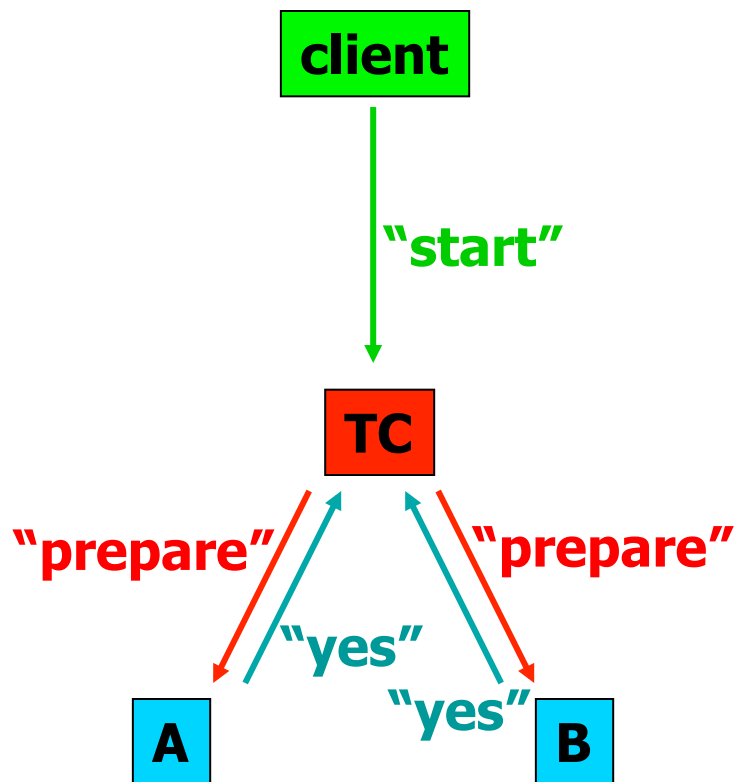 client
“start”
TC
“prepare”
“prepare”
“yes”
“yes”
A
B